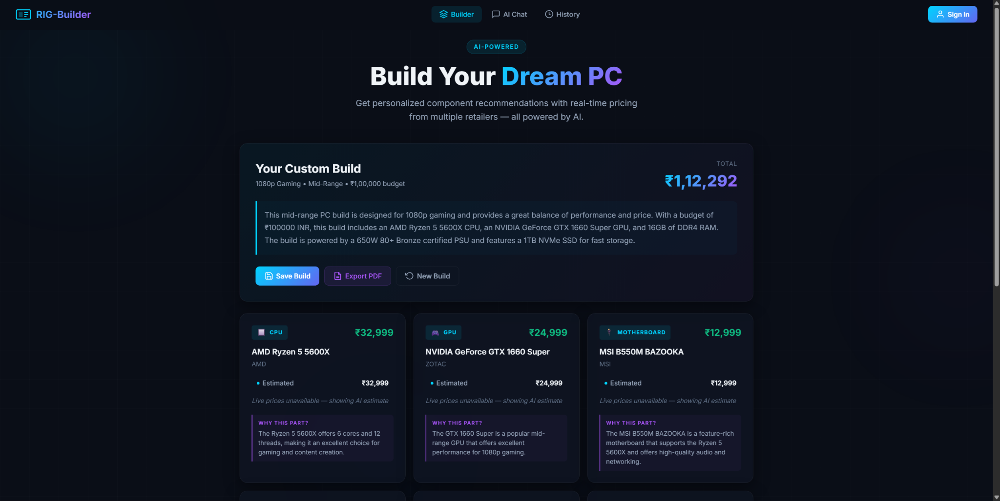 RIG-Builder
Builder
AI Chat
History
Sign In
AI-POWERED
Build Your Dream PC
Get personalized component recommendations with real-time pricing
from multiple retailers — all powered by AI.
Your Custom Build
1080p Gaming • Mid-Range • ₹1,00,000 budget
TOTAL
₹1,12,292
This mid-range PC build is designed for 1080p gaming and provides a great balance of performance and price. With a budget of
₹100000 INR, this build includes an AMD Ryzen 5 5600X CPU, an NVIDIA GeForce GTX 1660 Super GPU, and 16GB of DDR4 RAM.
The build is powered by a 650W 80+ Bronze certified PSU and features a 1TB NVMe SSD for fast storage.
Save Build
Export PDF
New Build
CPU
₹32,999
AMD Ryzen 5 5600X
AMD
Estimated
₹32,999
Live prices unavailable — showing AI estimate
WHY THIS PART?
The Ryzen 5 5600X offers 6 cores and 12
threads, making it an excellent choice for
gaming and content creation.
GPU
₹24,999
NVIDIA GeForce GTX 1660 Super
ZOTAC
Estimated
₹24,999
Live prices unavailable — showing AI estimate
WHY THIS PART?
The GTX 1660 Super is a popular mid-
range GPU that offers excellent
performance for 1080p gaming.
MOTHERBOARD
₹12,999
MSI B550M BAZOOKA
MSI
Estimated
₹12,999
Live prices unavailable — showing AI estimate
WHY THIS PART?
The MSI B550M BAZOOKA is a feature-rich
motherboard that supports the Ryzen 5
5600X and offers high-quality audio and
networking.